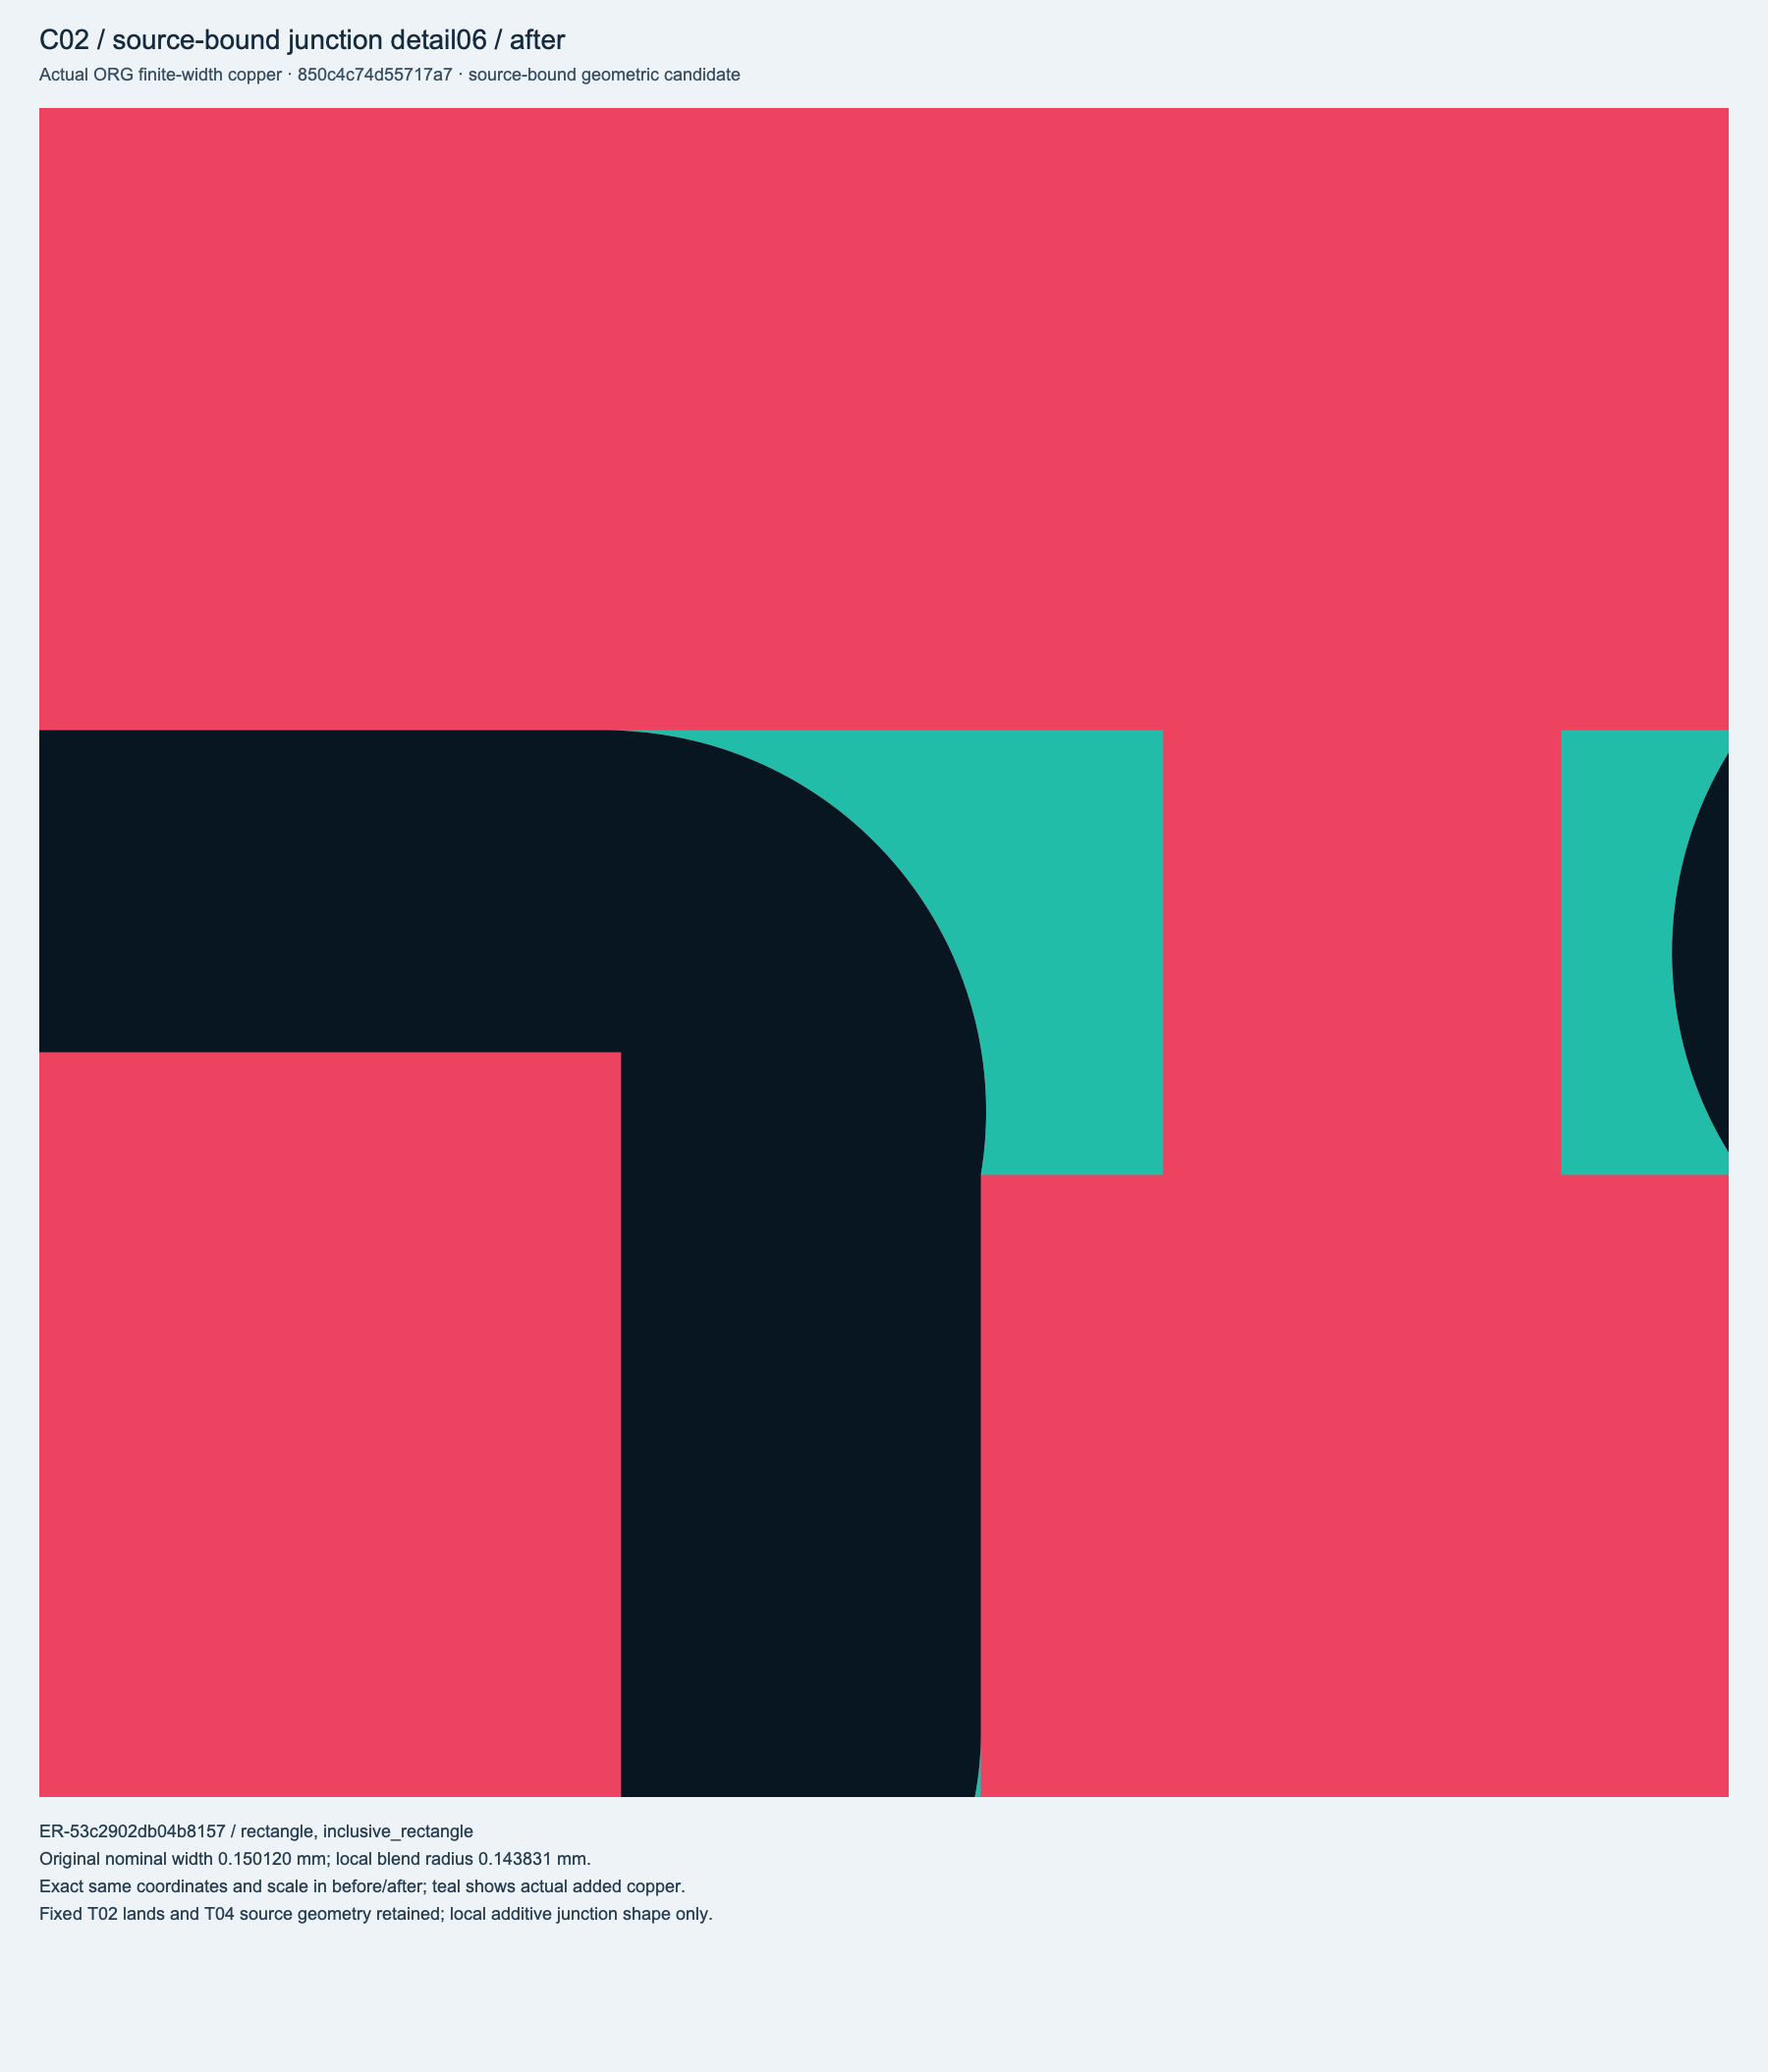 C02 / source-bound junction detail06 / after
Actual ORG finite-width copper · 850c4c74d55717a7 · source-bound geometric candidate
ER-53c2902db04b8157 / rectangle, inclusive_rectangle
Original nominal width 0.150120 mm; local blend radius 0.143831 mm.
Exact same coordinates and scale in before/after; teal shows actual added copper.
Fixed T02 lands and T04 source geometry retained; local additive junction shape only.